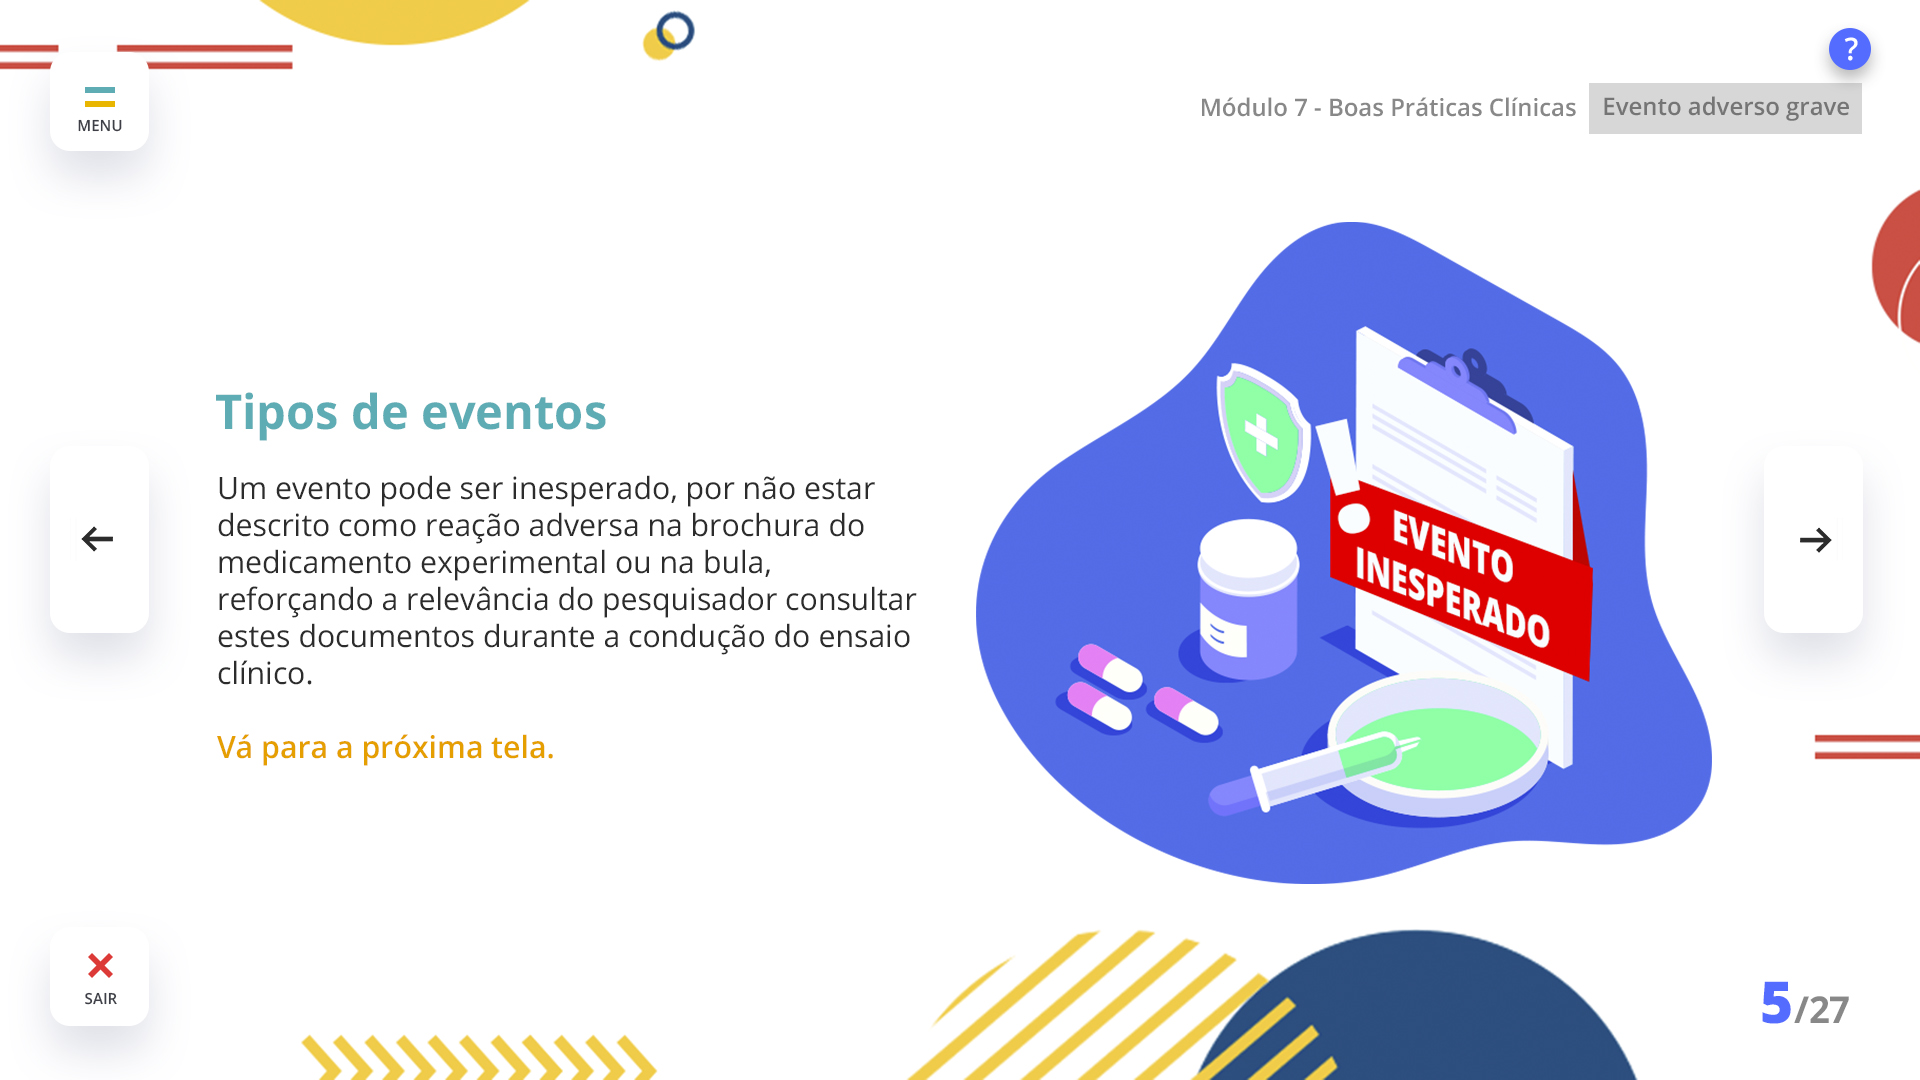 MENU
?
Módulo 7 - Boas Práticas Clínicas
Evento adverso grave
Tipos de eventos
Um evento pode ser inesperado, por não estar
descrito como reação adversa na brochura do
medicamento experimental ou na bula,
reforçando a relevância do pesquisador consultar
estes documentos durante a condução do ensaio
clínico.
Vá para a próxima tela.
! EVENTO
INESPERADO
SAIR
5/27